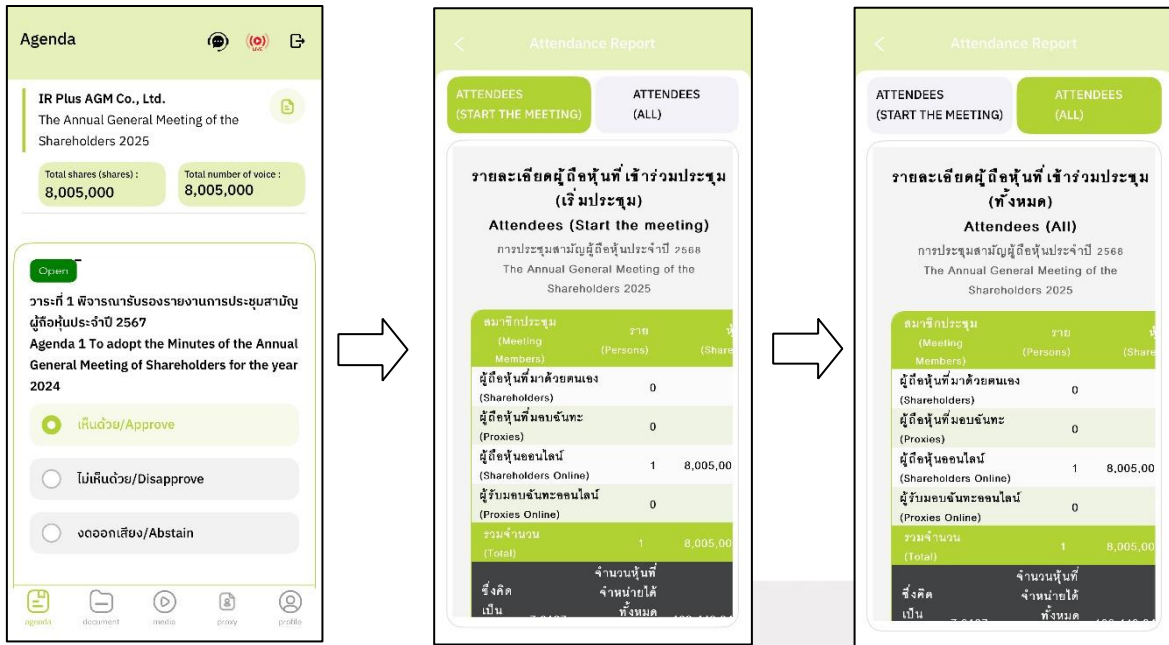 Agenda
LIVE
IR Plus AGM Co., Ltd.
The Annual General Meeting of the
Shareholders 2025
Total shares (shares) :
8,005,000
Total number of voice :
8,005,000
Open
วาระที่ 1 พิจารณารับรองรายงานการประชุมสามัญ
ผู้ถือหุ้นประจำปี 2567
Agenda 1 To adopt the Minutes of the Annual
General Meeting of Shareholders for the year
2024
เห็นด้วย/Approve
ไม่เห็นด้วย/Disapprove
งดออกเสียง/Abstain
agenda
document
media
proxy
profile
Attendance Report
ATTENDEES
(START THE MEETING)
ATTENDEES
(ALL)
รายละเอียดผู้ถือหุ้นที่เข้าร่วมประชุม
(เริ่มประชุม)
Attendees (Start the meeting)
การประชุมสามัญผู้ถือหุ้นประจำปี 2568
The Annual General Meeting of the
Shareholders 2025
สมาชิกประชุม
(Meeting
Members)
ราย
(Persons)
หุ้
(Share
ผู้ถือหุ้นที่มาด้วยตนเอง
(Shareholders)
0
ผู้ถือหุ้นที่มอบฉันทะ
(Proxies)
0
ผู้ถือหุ้นออนไลน์
(Shareholders Online)
1
8,005,00
ผู้รับมอบฉันทะออนไลน์
(Proxies Online)
0
รวมจำนวน
(Total)
1
8,005,00
ซึ่งคิด
เป็น
จำนวนหุ้นที่
จำหน่ายได้
ทั้งหมด
Attendance Report
ATTENDEES
(START THE MEETING)
ATTENDEES
(ALL)
รายละเอียดผู้ถือหุ้นที่เข้าร่วมประชุม
(ทั้งหมด)
Attendees (All)
การประชุมสามัญผู้ถือหุ้นประจำปี 2568
The Annual General Meeting of the
Shareholders 2025
สมาชิกประชุม
(Meeting
Members)
ราย
(Persons)
หุ้
(Share
ผู้ถือหุ้นที่มาด้วยตนเอง
(Shareholders)
0
ผู้ถือหุ้นที่มอบฉันทะ
(Proxies)
0
ผู้ถือหุ้นออนไลน์
(Shareholders Online)
1
8,005,00
ผู้รับมอบฉันทะออนไลน์
(Proxies Online)
0
รวมจำนวน
(Total)
1
8,005,00
ซึ่งคิด
เป็น
จำนวนหุ้นที่
จำหน่ายได้
ทั้งหมด